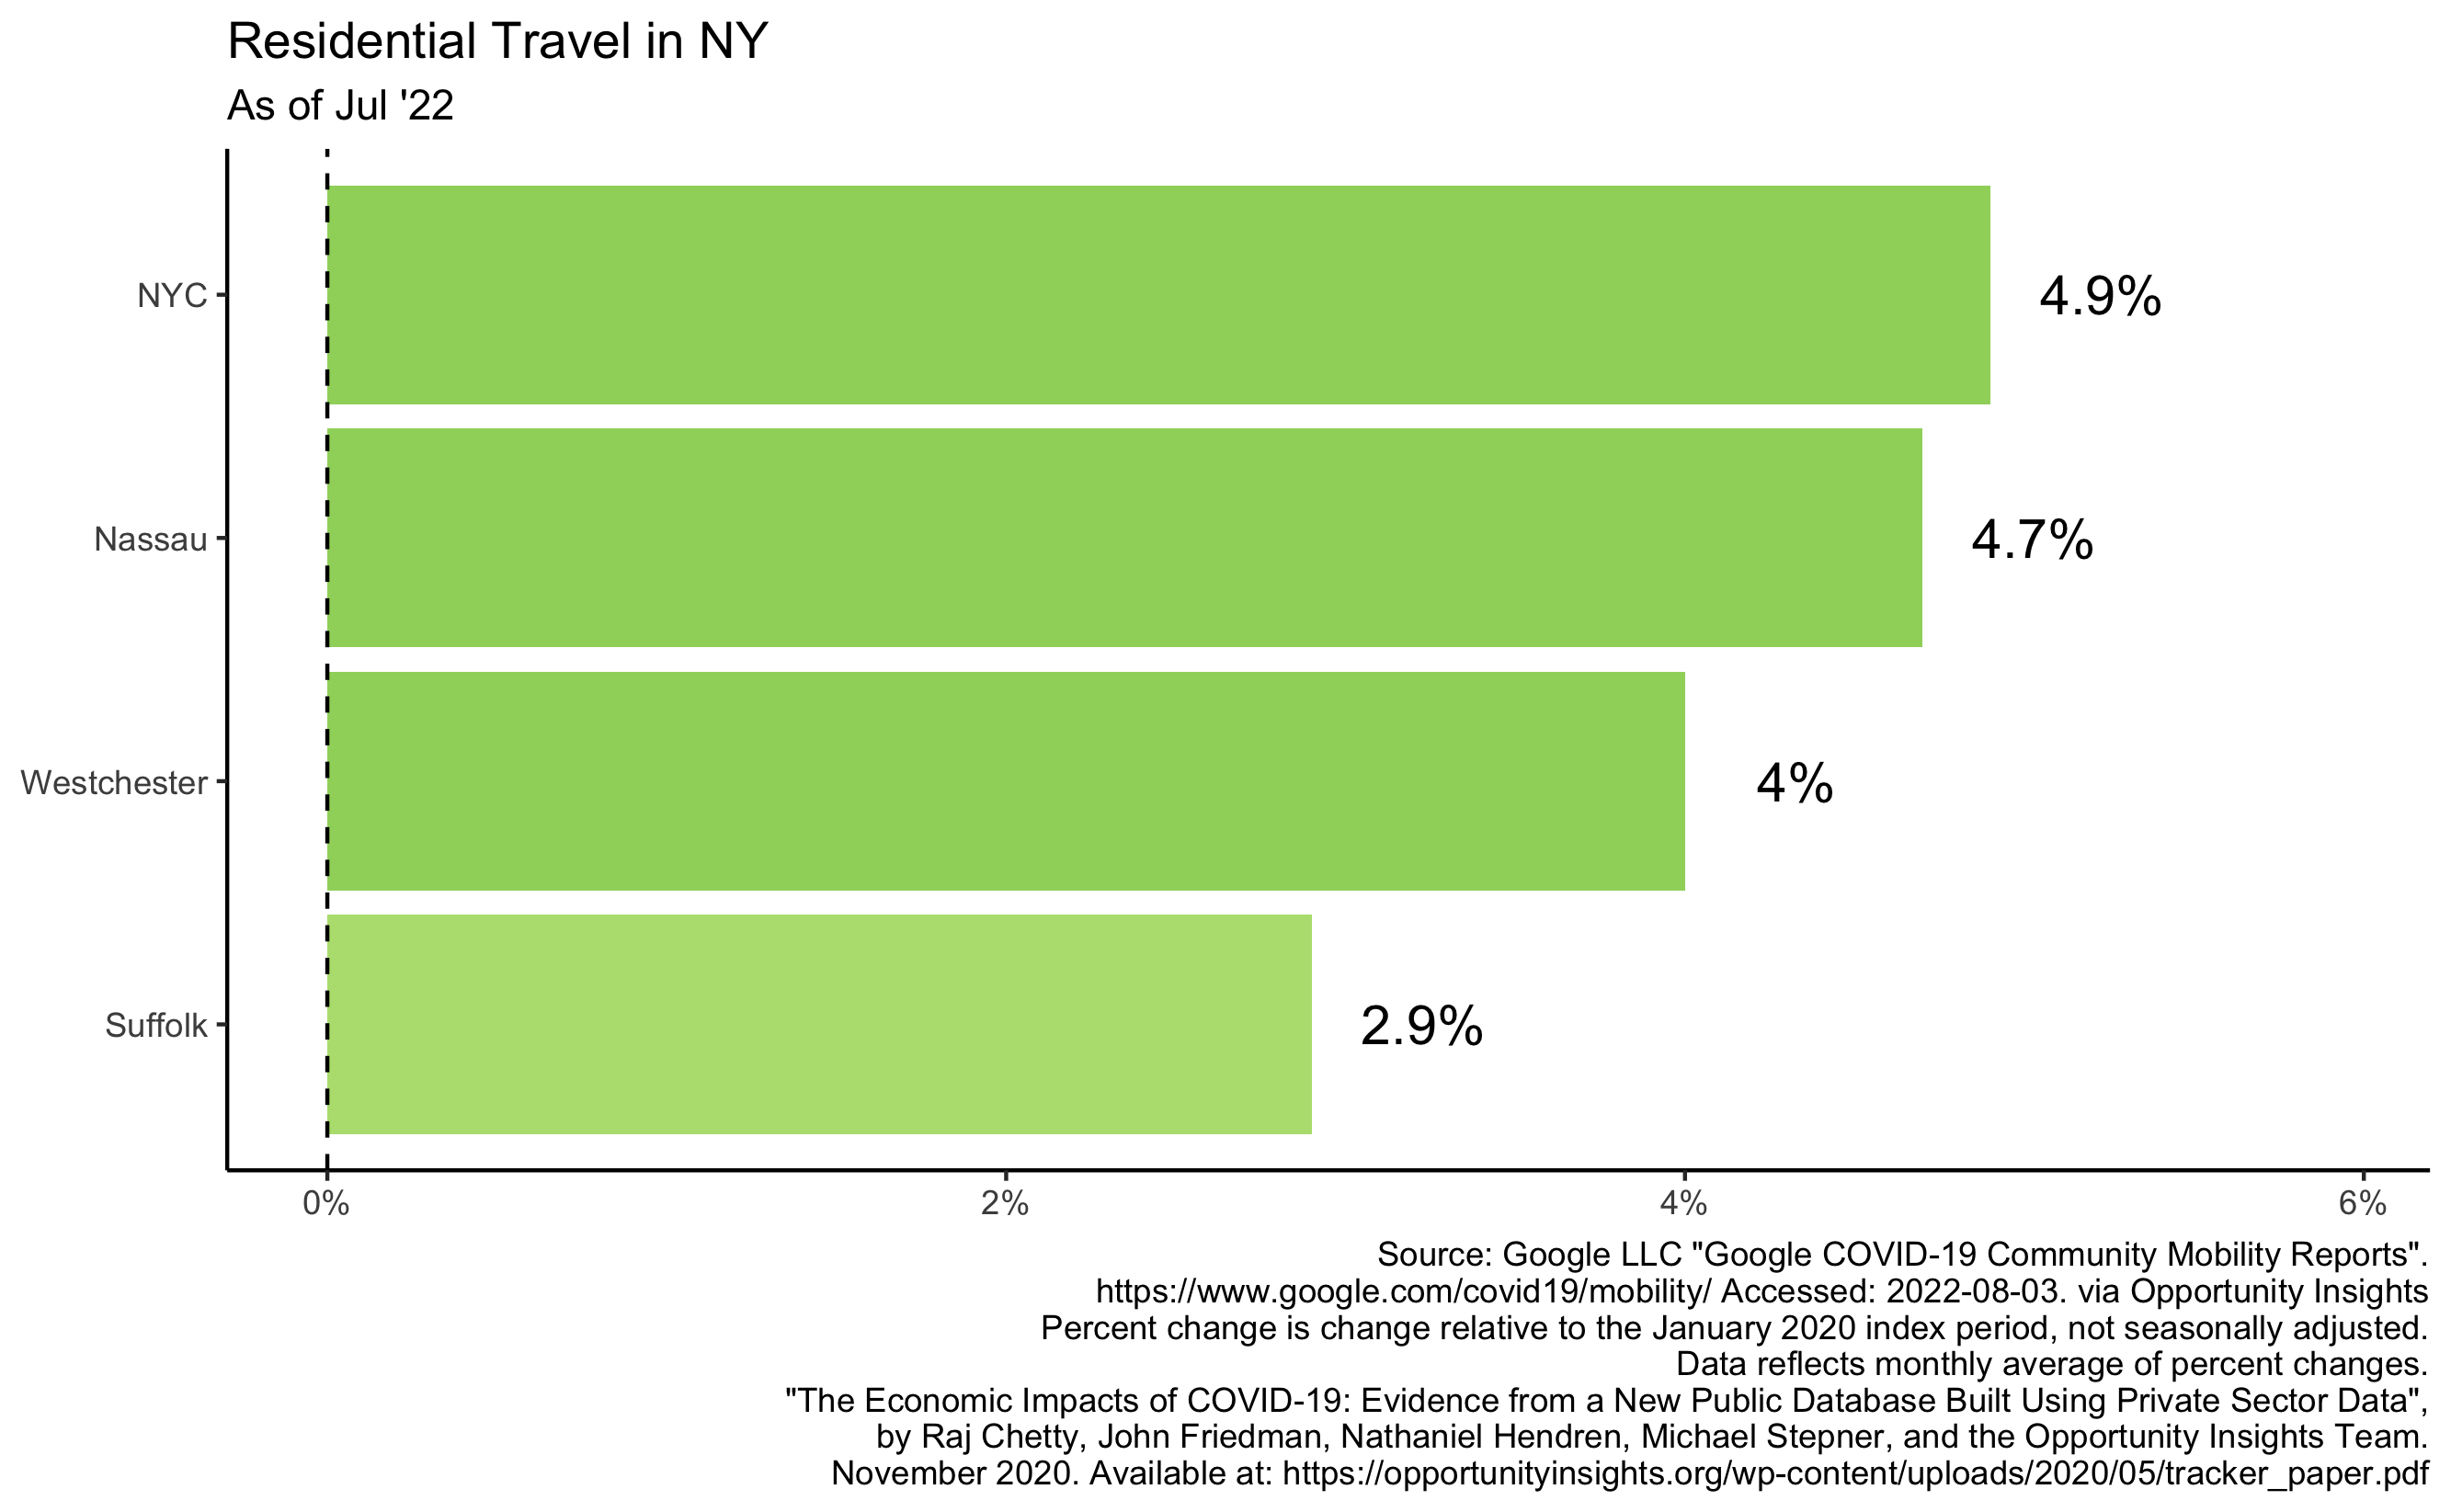 Residential Travel in NY
As of Jul '22
NYC
4.9%
Nassau
4.7%
Westchester
4%
Suffolk
2.9%
0% 2% 4% 6%
Source: Google LLC "Google COVID-19 Community Mobility Reports".
https://www.google.com/covid19/mobility/ Accessed: 2022-08-03. via Opportunity Insights
Percent change is change relative to the January 2020 index period, not seasonally adjusted.
Data reflects monthly average of percent changes.
"The Economic Impacts of COVID-19: Evidence from a New Public Database Built Using Private Sector Data",
by Raj Chetty, John Friedman, Nathaniel Hendren, Michael Stepner, and the Opportunity Insights Team.
November 2020. Available at: https://opportunityinsights.org/wp-content/uploads/2020/05/tracker_paper.pdf